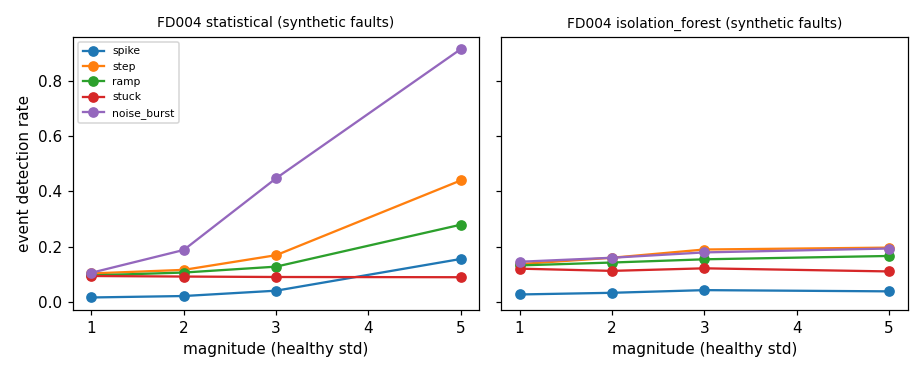 FD004 statistical (synthetic faults)
FD004 isolation_forest (synthetic faults)
spike
step
ramp
stuck
noise_burst
event detection rate
0.8
0.6
0.4
0.2
0.0
1
2
3
4
5
1
2
3
4
5
magnitude (healthy std)
magnitude (healthy std)